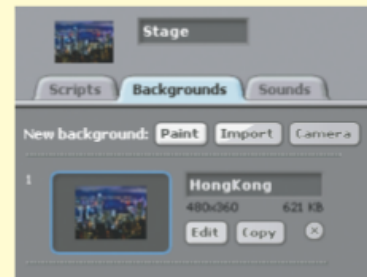 Stage
Scripts Backgrounds Sounds
New background: Paint Import Camera
1
HongKong
480x360 621 KB
Edit Copy